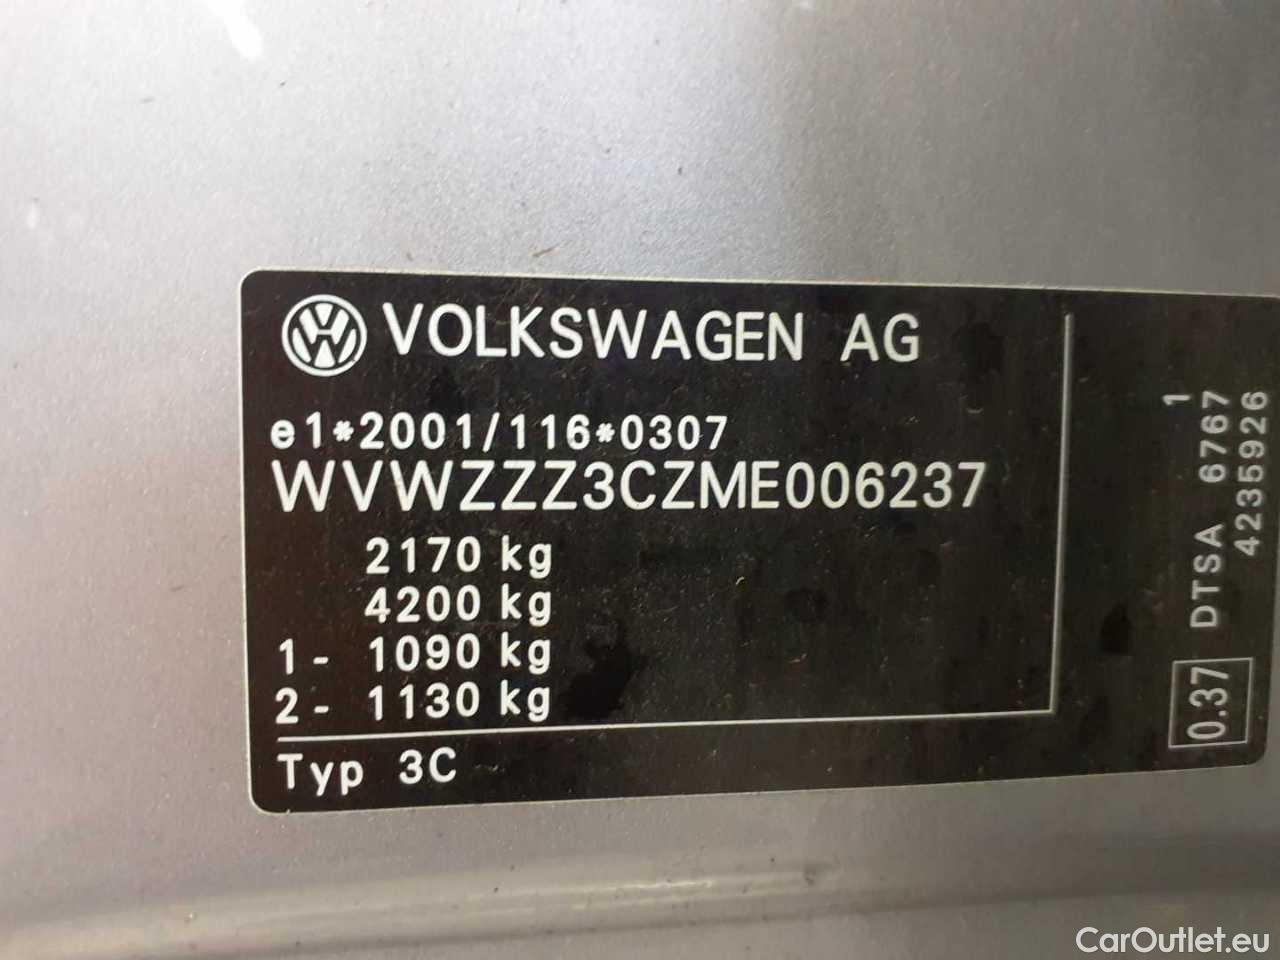 VOLKSWAGEN AG
e1*2001/116*0307
WVWZZZ3CZME006237
2170 kg
4200 kg
1- 1090 kg
2- 1130 kg
Typ 3C
0.37 DTSA 6767 1
4235926
CarOutlet.eu